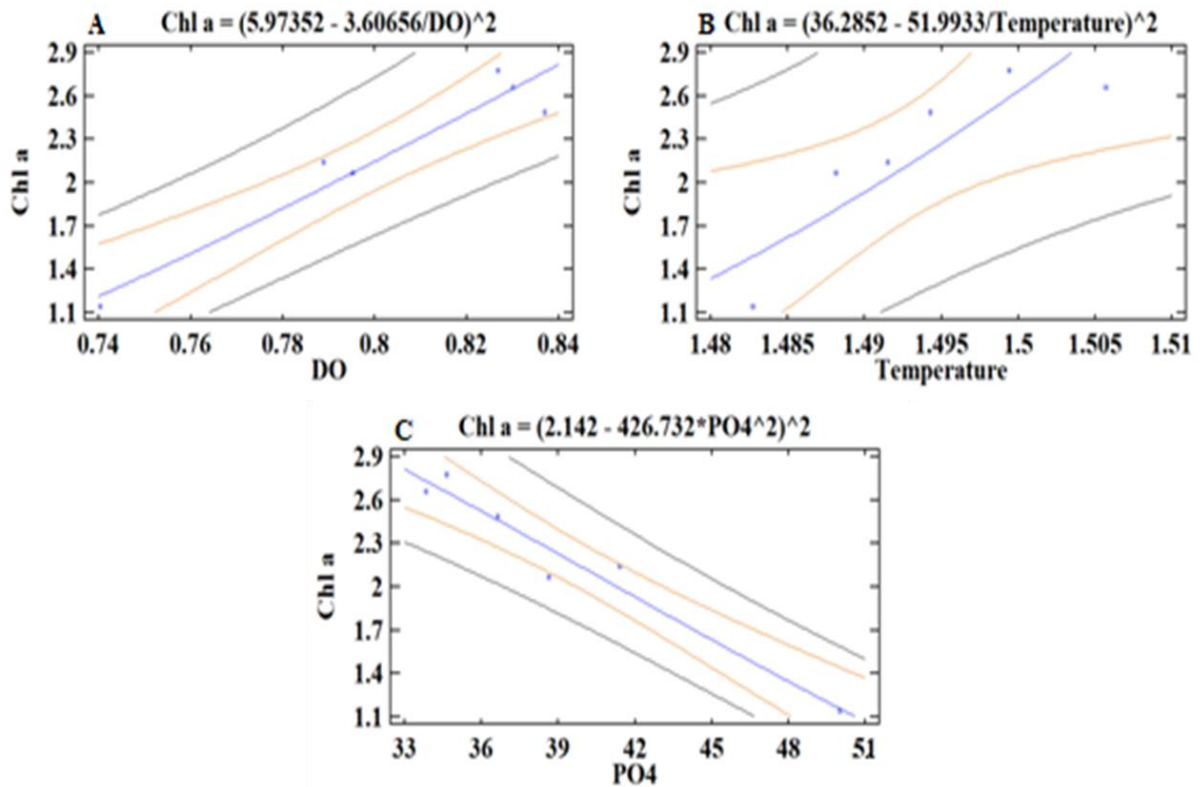 A Chl a = (5.97352 - 3.60656/DO)^2
2.9
2.6
2.3
2
1.7
1.4
1.1
Chl a
0.74 0.76 0.78 0.8 0.82 0.84
DO
B Chl a = (36.2852 - 51.9933/Temperature)^2
2.9
2.6
2.3
2
1.7
1.4
1.1
Chl a
1.48 1.485 1.49 1.495 1.5 1.505 1.51
Temperature
C Chl a = (2.142 - 426.732*PO4^2)^2
2.9
2.6
2.3
2
1.7
1.4
1.1
Chl a
33 36 39 42 45 48 51
PO4